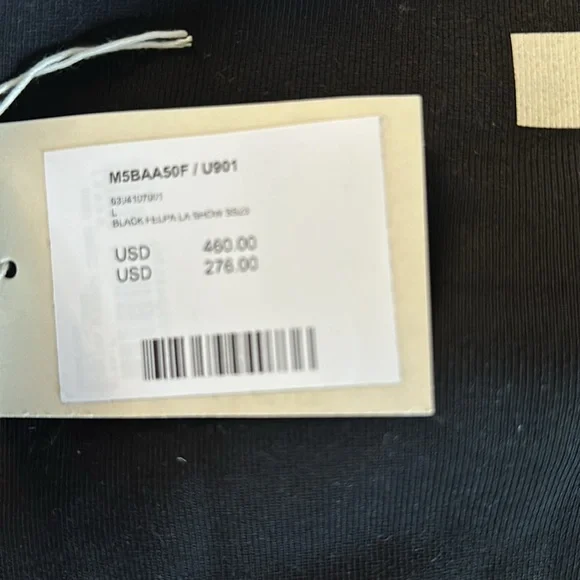 M5BAA50F / U901
L
BLACK FELPA LA SHOW
USD 460.00
USD 276.00